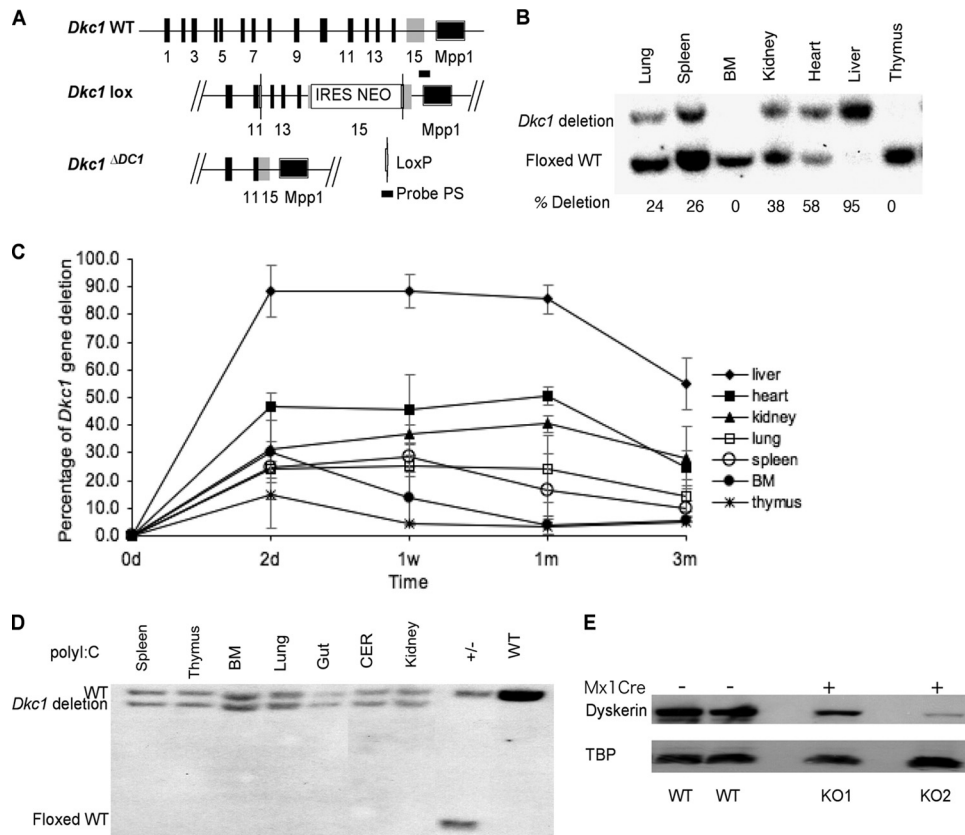 A
Dkc1 WT
1 3 5 7 9 11 13 15 Mpp1
Dkc1 lox
IRES NEO
11 13 15 Mpp1
Dkc1 ΔDC1
11 15 Mpp1
LoxP
Probe PS
B
Lung Spleen BM Kidney Heart Liver Thymus
Dkc1 deletion
Floxed WT
% Deletion 24 26 0 38 58 95 0
C
Percentage of Dkc1 gene deletion
100.0
90.0
80.0
70.0
60.0
50.0
40.0
30.0
20.0
10.0
0.0
0d 2d 1w 1m 3m
Time
liver
heart
kidney
lung
spleen
BM
thymus
D
polyI:C Spleen Thymus BM Lung Gut CER Kidney +/- WT
WT
Dkc1 deletion
Floxed WT
E
Mx1Cre - - + +
Dyskerin
TBP
WT WT KO1 KO2